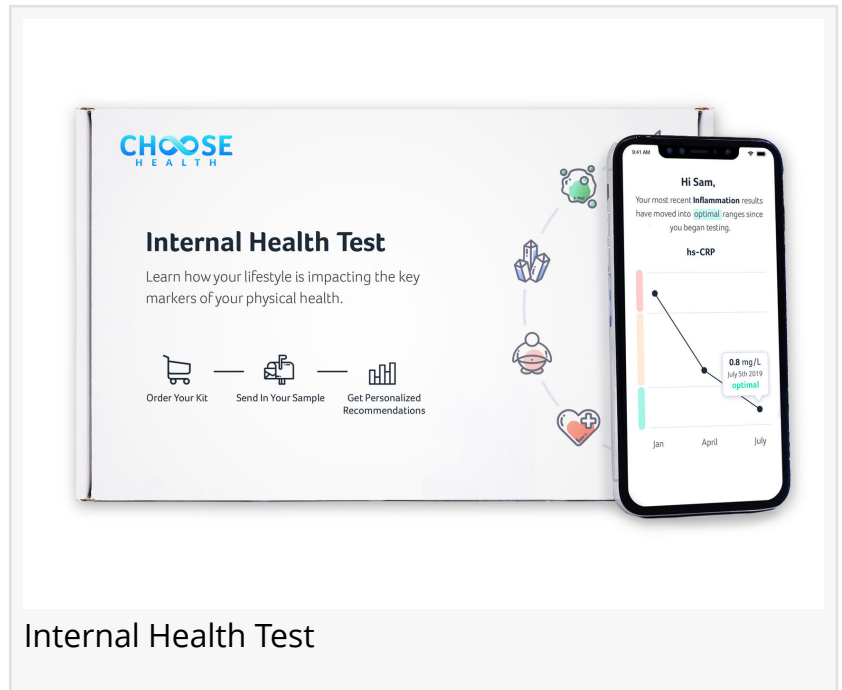 CHOOSE
HEALTH
Internal Health Test
Learn how your lifestyle is impacting the key
markers of your physical health.
Order Your Kit
Send In Your Sample
Get Personalized
Recommendations
9:41 AM
Hi Sam,
Your most recent Inflammation results
have moved into optimal ranges since
you began testing.
hs-CRP
0.8 mg/L
July 5th 2019
optimal
Jan
April
July
Internal Health Test